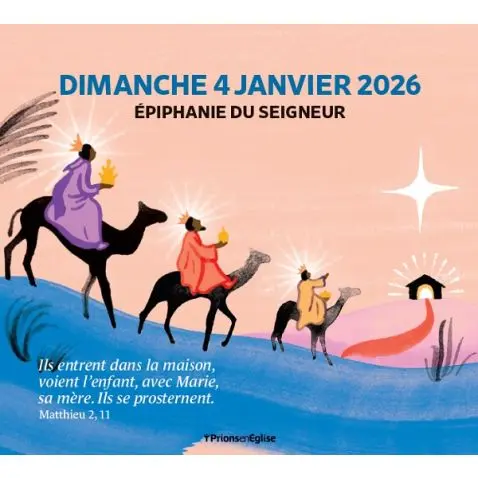 DIMANCHE 4 JANVIER 2026
ÉPIPHANIE DU SEIGNEUR
Ils entrent dans la maison,
voient l’enfant, avec Marie,
sa mère. Ils se prosternent.
Matthieu 2, 11
PrionsenEglise